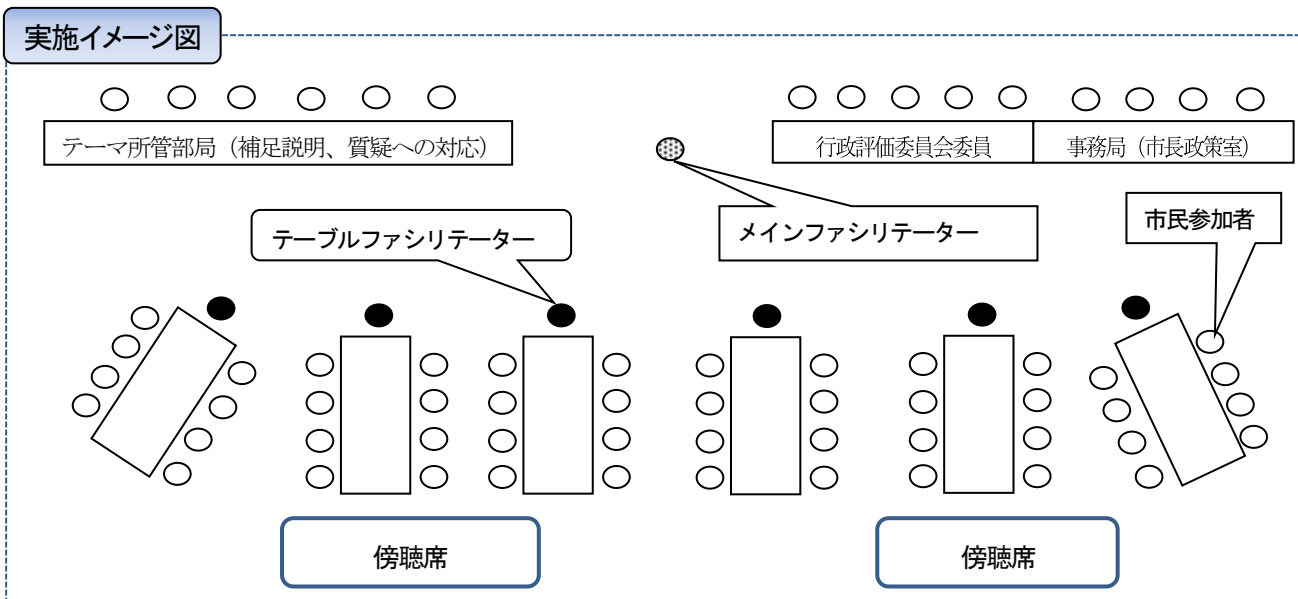 実施イメージ図
テーマ所管部局（補足説明、質疑への対応）
行政評価委員会委員
事務局（市長政策室）
テーブルファシリテーター
メインファシリテーター
市民参加者
傍聴席
傍聴席